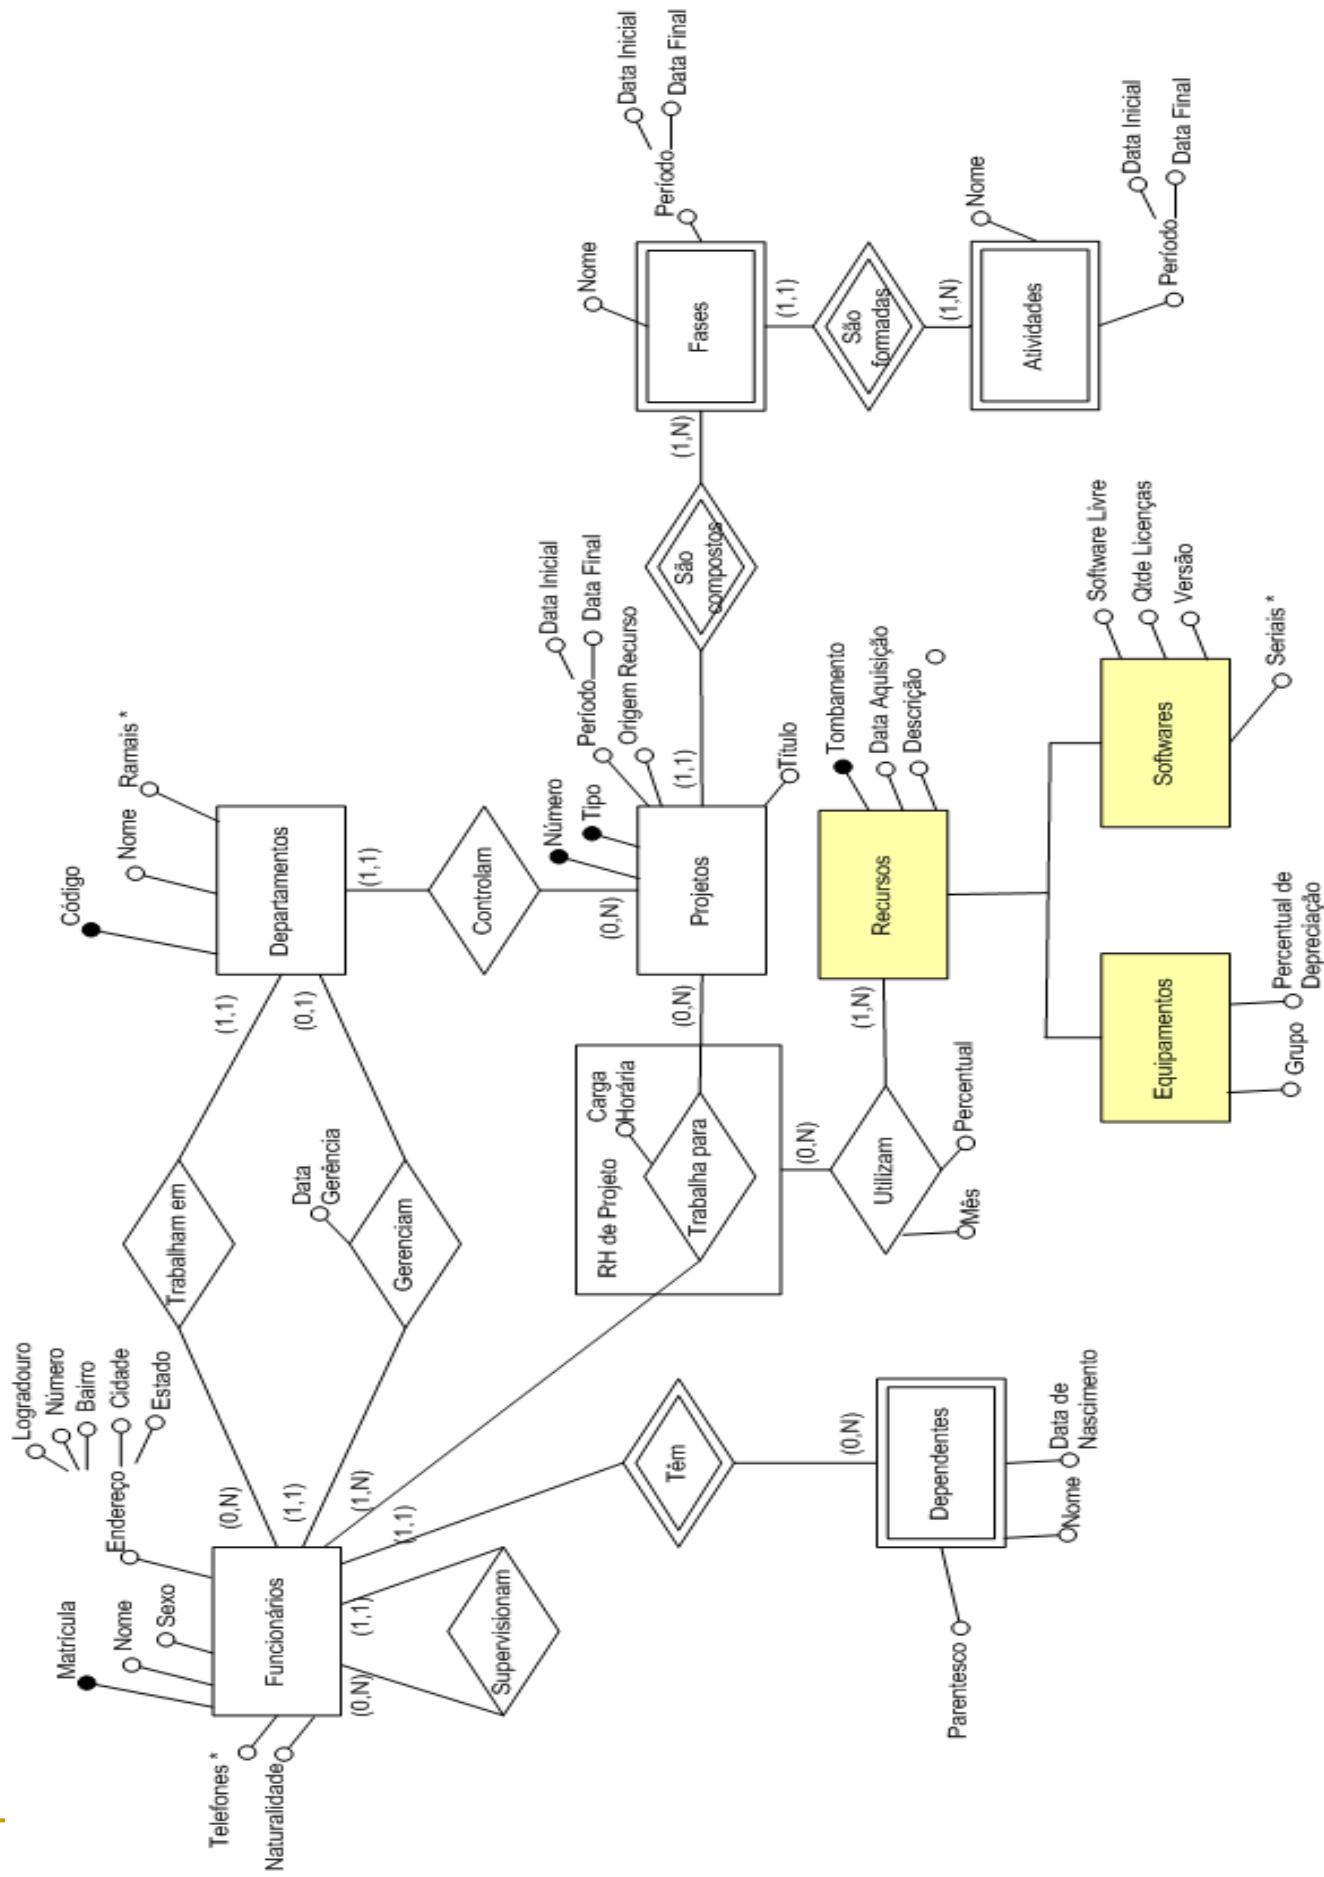 Matrícula
Nome
Sexo
Endereço
Logradouro
Número
Bairro
Cidade
Estado
Telefones *
Naturalidade
Funcionários
(0,N)
(1,1)
(1,N)
(1,1)
(1,1)
(0,N)
Supervisionam
Trabalham em
Data
Gerência
Gerenciam
(1,1)
(0,1)
Código
Nome
Ramais *
Departamentos
(1,1)
Controlam
(0,N)
Número
Tipo
Período
Data Inicial
Data Final
Origem Recurso
Título
Projetos
(0,N)
(1,1)
São
compostos
(1,N)
Nome
Período
Data Inicial
Data Final
Fases
(1,1)
São
formadas
(1,N)
Atividades
Nome
Período
Data Inicial
Data Final
RH de Projeto
Carga
Horária
Trabalha para
(0,N)
Utilizam
Mês
Percentual
(1,N)
Recursos
Tombamento
Data Aquisição
Descrição
Equipamentos
Grupo
Percentual de
Depreciação
Softwares
Software Livre
Qtde Licenças
Versão
Seriais *
Têm
(0,N)
Dependentes
Parentesco
Nome
Data de
Nascimento